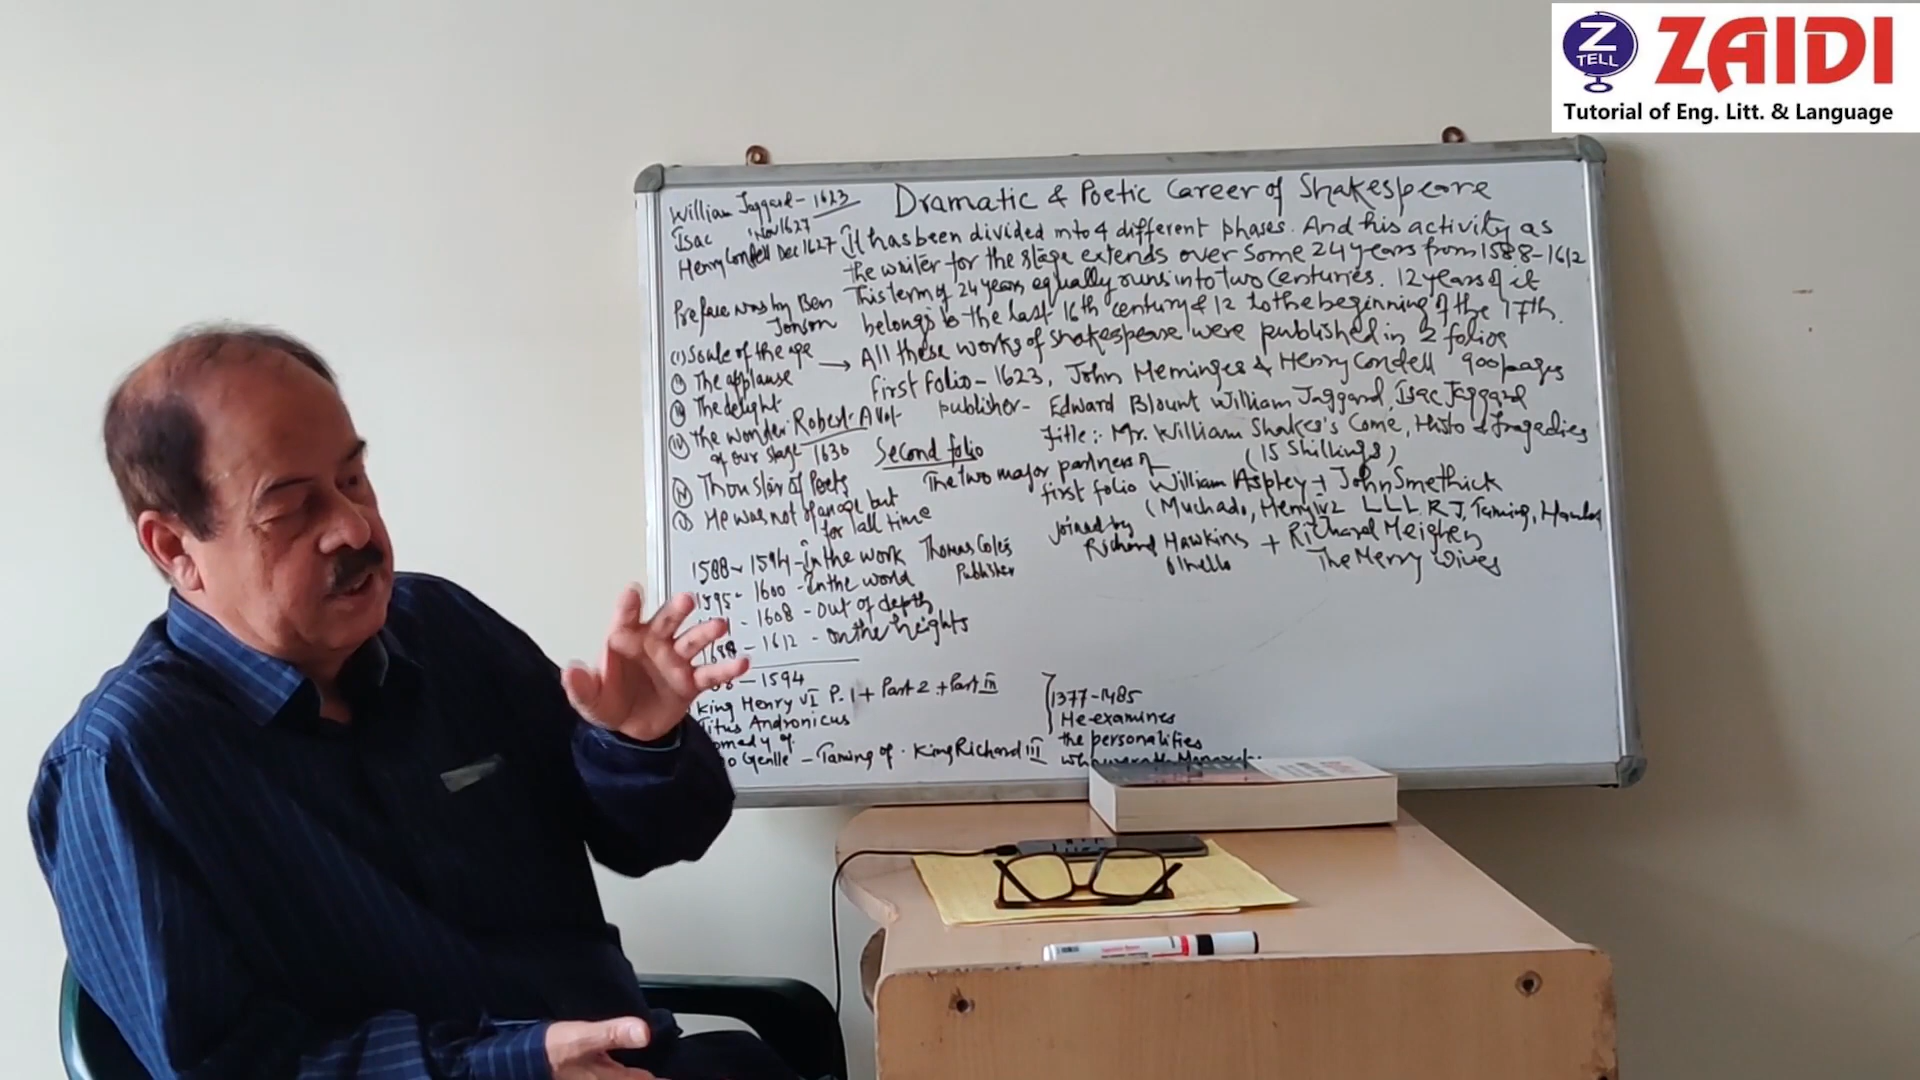 Z
TELL
ZAIDI
Tutorial of Eng. Litt. & Language
Dramatic & Poetic Career of Shakespeare
It has been divided into 4 different phases. And his activity as
the writer for the stage extends over some 24 years from 1588-1612
This term of 24 years equally runs into two centuries. 12 years of it
belongs to the last 16th century & 12 to the beginning of the 17th.
→ All these works of Shakespeare were published in 2 folios
First folio - 1623, John Heminges & Henry Condell 900 pages
publisher - Edward Blount William Jaggard, Isac Jaggard
Title:- Mr. William Shakes's Come, Histo & Tragedies
(15 Shillings)
Second folio
The two major partners of
first folio William Aspley + John Smethick
(Muchado, Henry iv 2 LLL R J, Taming, Hamlet
joined by
Richard Hawkins + Richard Meighen
Othello The Merry Wives
William Jaggard - 1623
Isac Nov 1627
Henry Condell Dec 1627
Preface was by Ben
Jonson
(i) Soule of the age
(ii) The applause
(iii) The delight
(iv) the wonder
of our stage
Robert Allot
1630
Thou Star of Poets
He was not of an age but
for all time
1588 - 1594 - In the work
Thomas Cotes
Publisher
1595 - 1600 - In the world
- 1608 - Out of depth
- 1612 - On the heights
- 1594
King Henry VI P. 1 + Part 2 + Part III
Titus Andronicus
Comedy of
Gentle - Taming of King Richard III
1377-1485
He examines
the personalities